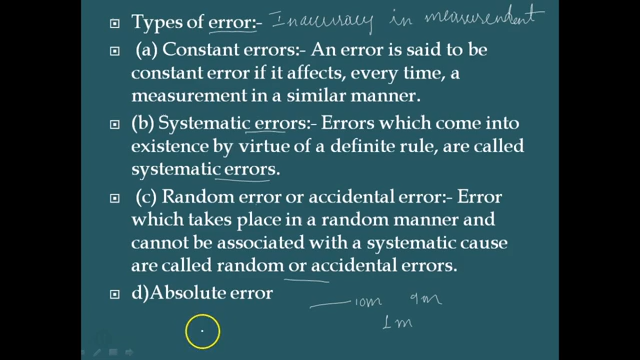 Types of error:- Inaccuracy in measurement
(a) Constant errors:- An error is said to be
constant error if it affects, every time, a
measurement in a similar manner.
(b) Systematic errors:- Errors which come into
existence by virtue of a definite rule, are called
systematic errors.
(c) Random error or accidental error:- Error
which takes place in a random manner and
cannot be associated with a systematic cause
are called random or accidental errors.
d)Absolute error
10m 9m
1m